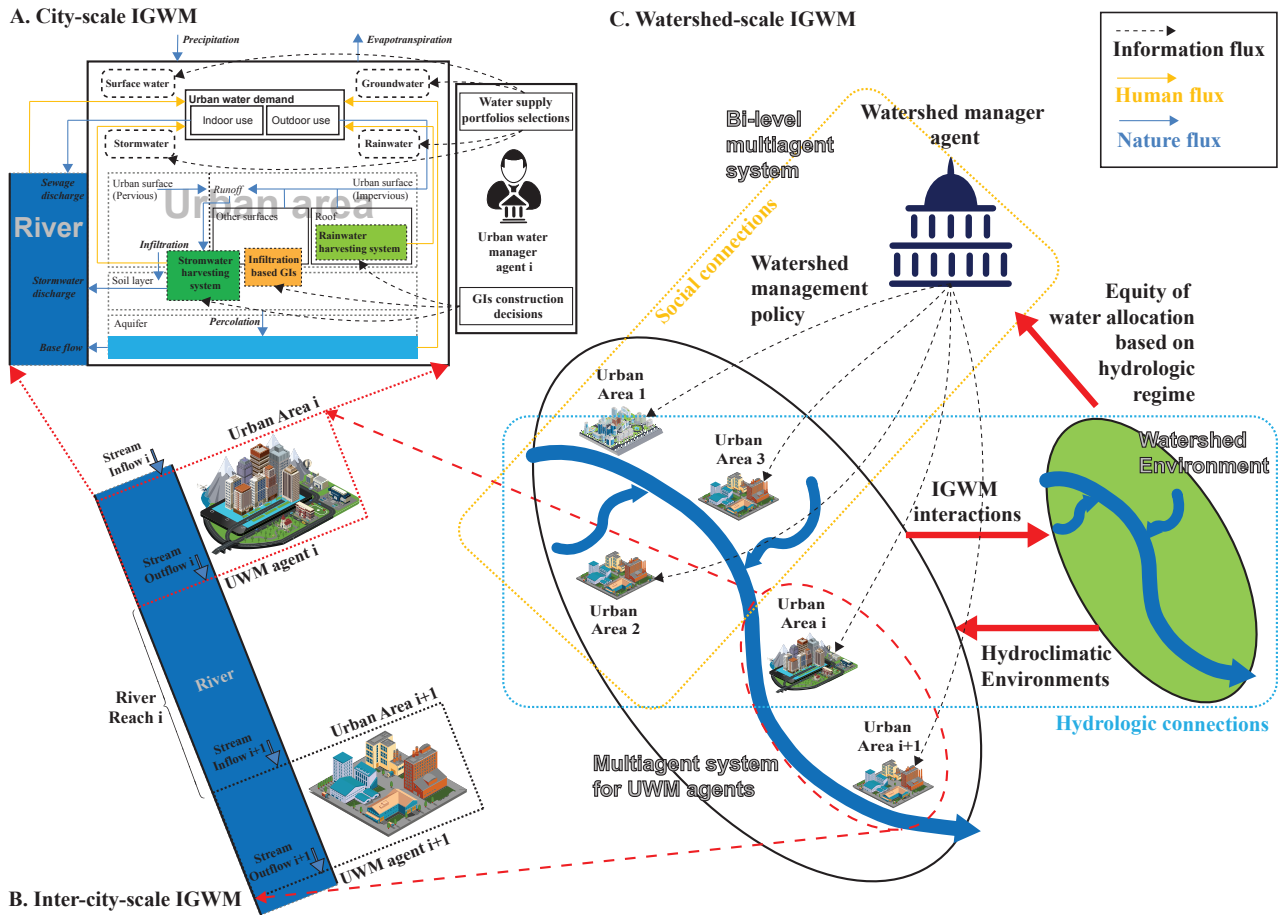 A. City-scale IGWM
Precipitation
Evapotranspiration
Surface water
Groundwater
Urban water demand
Indoor use
Outdoor use
Stormwater
Rainwater
Water supply
portfolios selections
Urban water
manager
agent i
GIs construction
decisions
Sewage
discharge
River
Urban surface
(Pervious)
Runoff
Urban surface
(Impervious)
Urban area
Other surfaces
Roof
Rainwater
harvesting system
Infiltration
Stromwater
harvesting
system
Infiltration
based GIs
Stormwater
discharge
Soil layer
Aquifer
Percolation
Base flow
C. Watershed-scale IGWM
Information flux
Human flux
Nature flux
Bi-level
multiagent
system
Watershed manager
agent
Social connections
Watershed
management
policy
Equity of
water allocation
based on
hydrologic
regime
Urban
Area 1
Urban
Area 3
Urban
Area 2
Urban
Area i
Urban
Area i+1
IGWM
interactions
Watershed
Environment
Hydroclimatic
Environments
Hydrologic connections
Multiagent system
for UWM agents
Urban Area i
Stream
Inflow i
Stream
Outflow i
UWM agent i
River
River
Reach i
Urban Area i+1
Stream
Inflow i+1
Stream
Outflow i+1
UWM agent i+1
B. Inter-city-scale IGWM